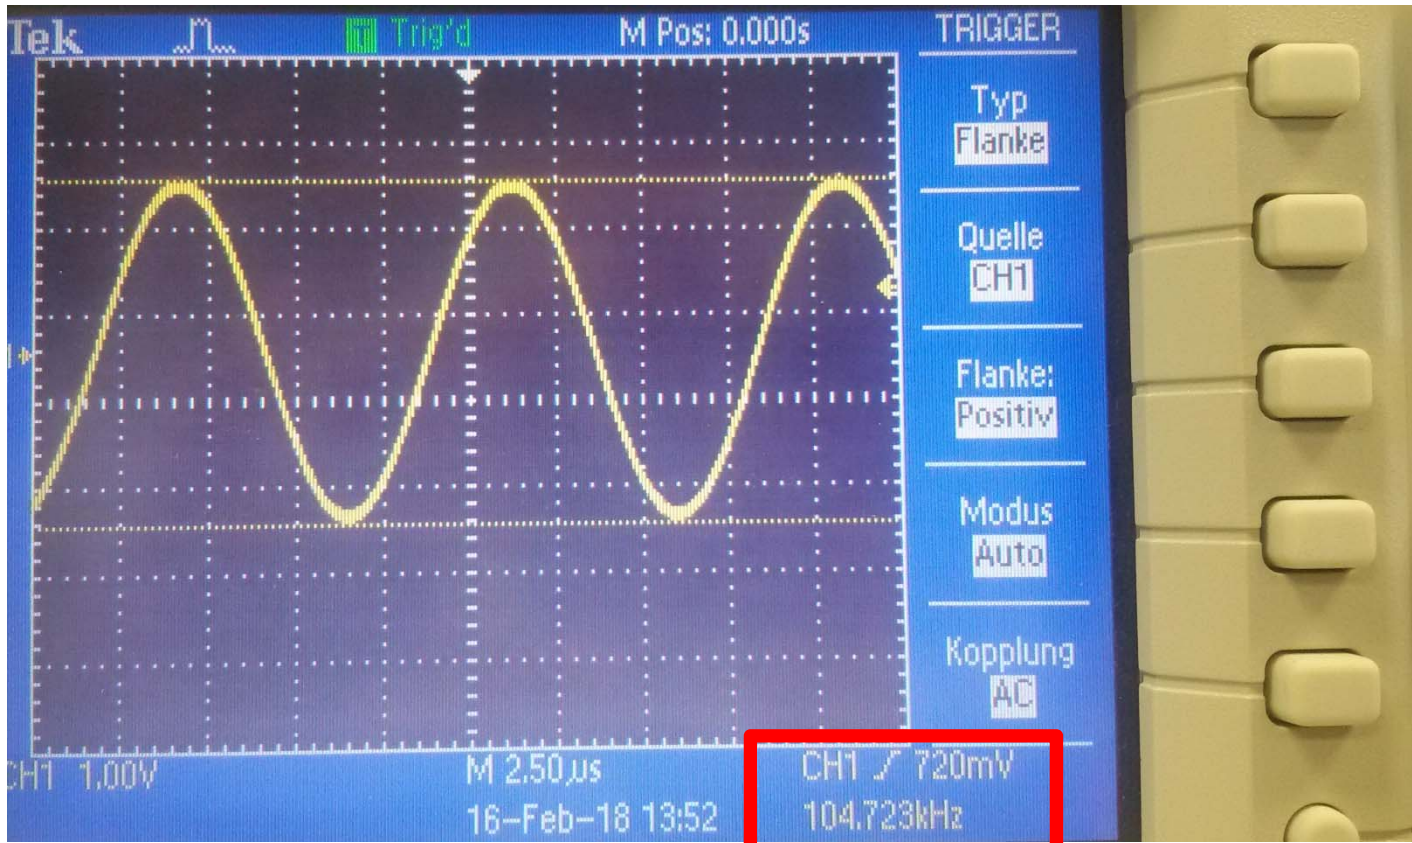 Tek Trig'd M Pos: 0.000s TRIGGER
Typ
Flanke
Quelle
CH1
Flanke:
Positiv
Modus
Auto
Kopplung
AC
CH1 1.00V M 2.50µs CH1 720mV
16-Feb-18 13:52 104.723kHz